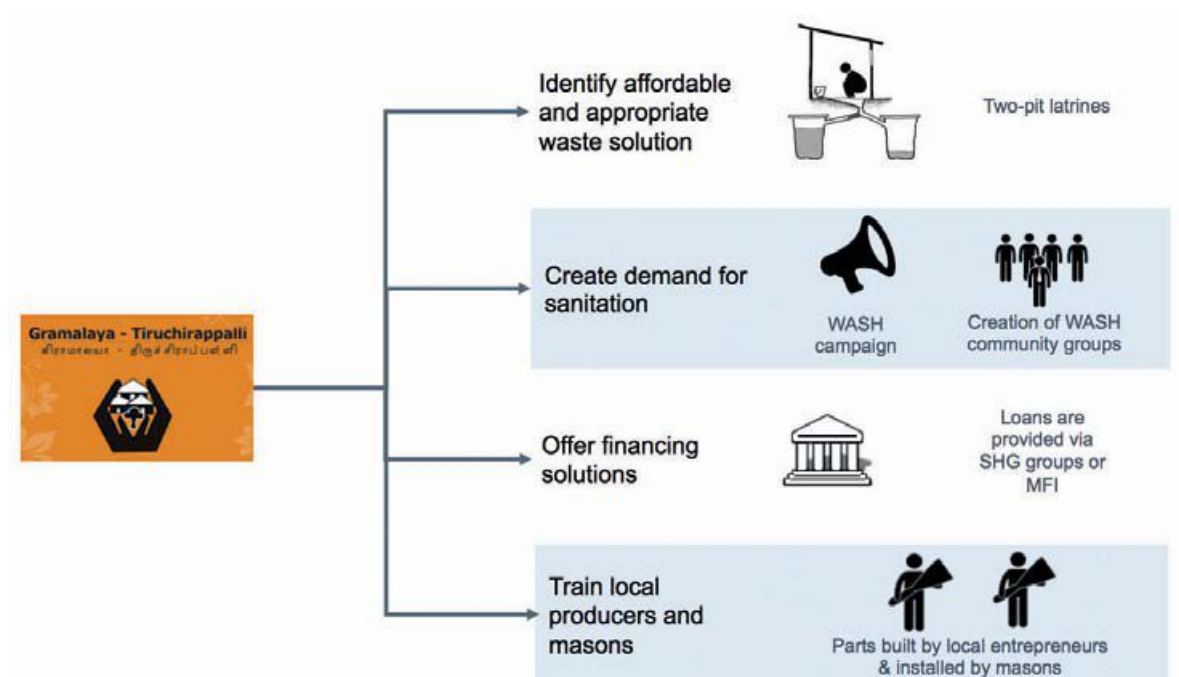 Identify affordable
and appropriate
waste solution
Two-pit latrines
Create demand for
sanitation
WASH
campaign
Creation of WASH
community groups
Gramalaya - Tiruchirappalli
கிராமாலயா - திருச்சிராப்பள்ளி
Offer financing
solutions
Loans are
provided via
SHG groups or
MFI
Train local
producers and
masons
Parts built by local entrepreneurs
& installed by masons